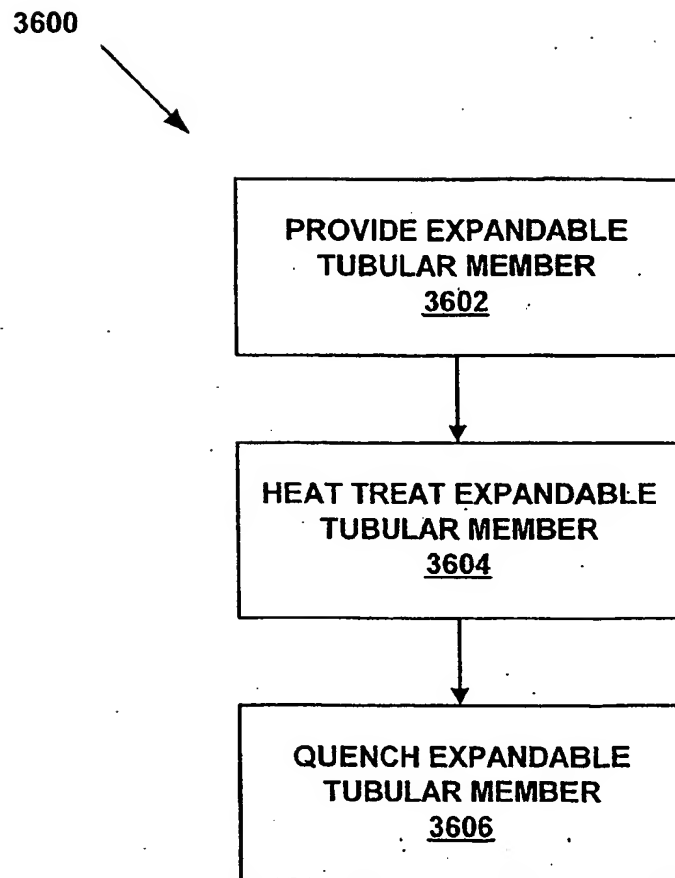 3600
PROVIDE EXPANDABLE
TUBULAR MEMBER
3602
HEAT TREAT EXPANDABLE
TUBULAR MEMBER
3604
QUENCH EXPANDABLE
TUBULAR MEMBER
3606